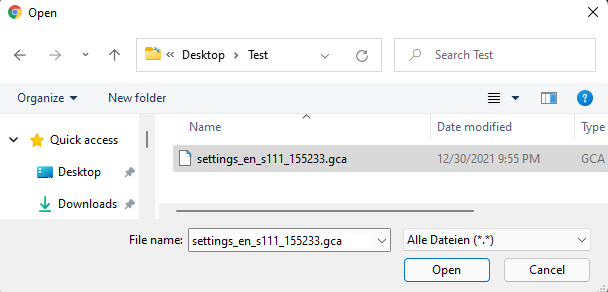 Open
« Desktop > Test
Search Test
Organize
New folder
?
Name
Date modified
Type
Quick access
settings_en_s111_155233.gca
12/30/2021 9:55 PM
GCA
Desktop
Downloads
File name:
settings_en_s111_155233.gca
Alle Dateien (*.*)
Open
Cancel